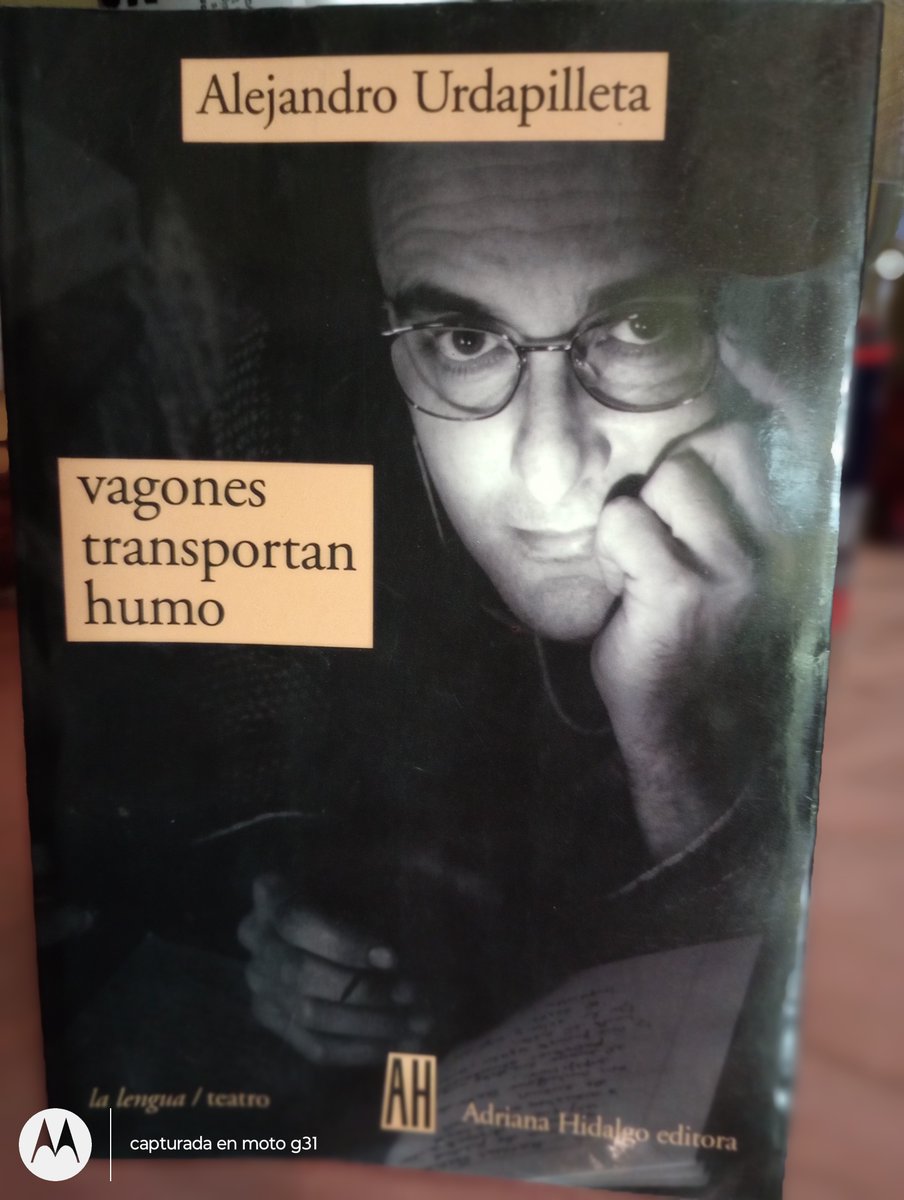 Alejandro Urdapilleta
vagones
transportan
humo
la lengua / teatro
AH
Adriana Hidalgo editora
capturada en moto g31